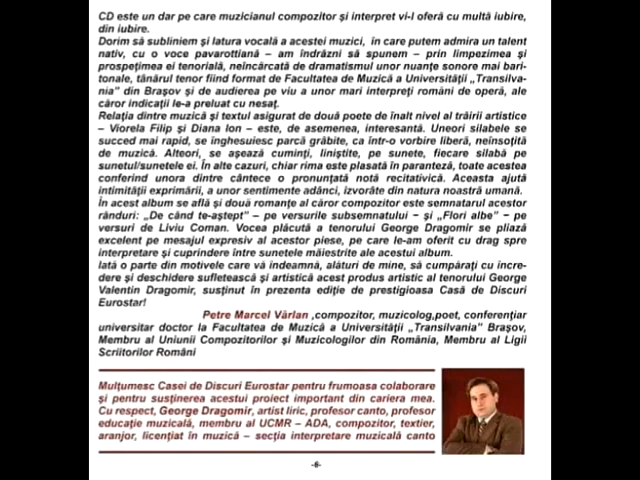 CD este un dar pe care muzicianul compozitor şi interpret vi-l oferă cu multă iubire,
din iubire.
Dorim să subliniem şi latura vocală a acestei muzici, în care putem admira un talent
nativ, cu o voce pavarottiană – am îndrăzni să spunem – prin limpezimea şi
prospeţimea ei tenorială, neîncărcată de dramatismul unor nuanţe sonore mai bari-
tonale, tânărul tenor fiind format de Facultatea de Muzică a Universităţii „Transilva-
nia” din Braşov şi de audierea pe viu a unor mari interpreţi români de operă, ale
căror indicaţii le-a preluat cu nesaţ.
Relaţia dintre muzică şi textul asigurat de două poete de înalt nivel al trăirii artistice
– Viorela Filip şi Diana Ion – este, de asemenea, interesantă. Uneori silabele se
succed mai rapid, se înghesuiesc parcă grăbite, ca într-o vorbire liberă, neînsoţită
de muzică. Alteori, se aşează cuminţi, liniştite, pe sunete, fiecare silabă pe
sunetul/sunetele ei. În alte cazuri, chiar rima este plasată în paranteză, toate acestea
conferind unora dintre cântece o pronunţată notă recitativică. Aceasta ajută
intimităţii exprimării, a unor sentimente adânci, izvorâte din natura noastră umană.
În acest album se află şi două romanţe al căror compozitor este semnatarul acestor
rânduri: „De când te-aştept” – pe versurile subsemnatului – şi „Flori albe” – pe
versuri de Liviu Coman. Vocea plăcută a tenorului George Dragomir se pliază
excelent pe mesajul expresiv al acestor piese, pe care le-am oferit cu drag spre
interpretare şi cuprindere între sunetele măiestrite ale acestui album.
Iată o parte din motivele care vă îndeamnă, alături de mine, să cumpăraţi cu incre-
dere şi deschidere sufletească şi artistică acest produs artistic al tenorului George
Valentin Dragomir, susţinut în prezenta ediţie de prestigioasa Casă de Discuri
Eurostar!
Petre Marcel Vârlan ,compozitor, muzicolog,poet, conferenţiar
universitar doctor la Facultatea de Muzică a Universităţii „Transilvania” Braşov,
Membru al Uniunii Compozitorilor şi Muzicologilor din România, Membru al Ligii
Scriitorilor Români
Mulţumesc Casei de Discuri Eurostar pentru frumoasa colaborare
şi pentru susţinerea acestui proiect important din cariera mea.
Cu respect, George Dragomir, artist liric, profesor canto, profesor
educaţie muzicală, membru al UCMR – ADA, compozitor, textier,
aranjor, licenţiat în muzică – secţia interpretare muzicală canto
-6-